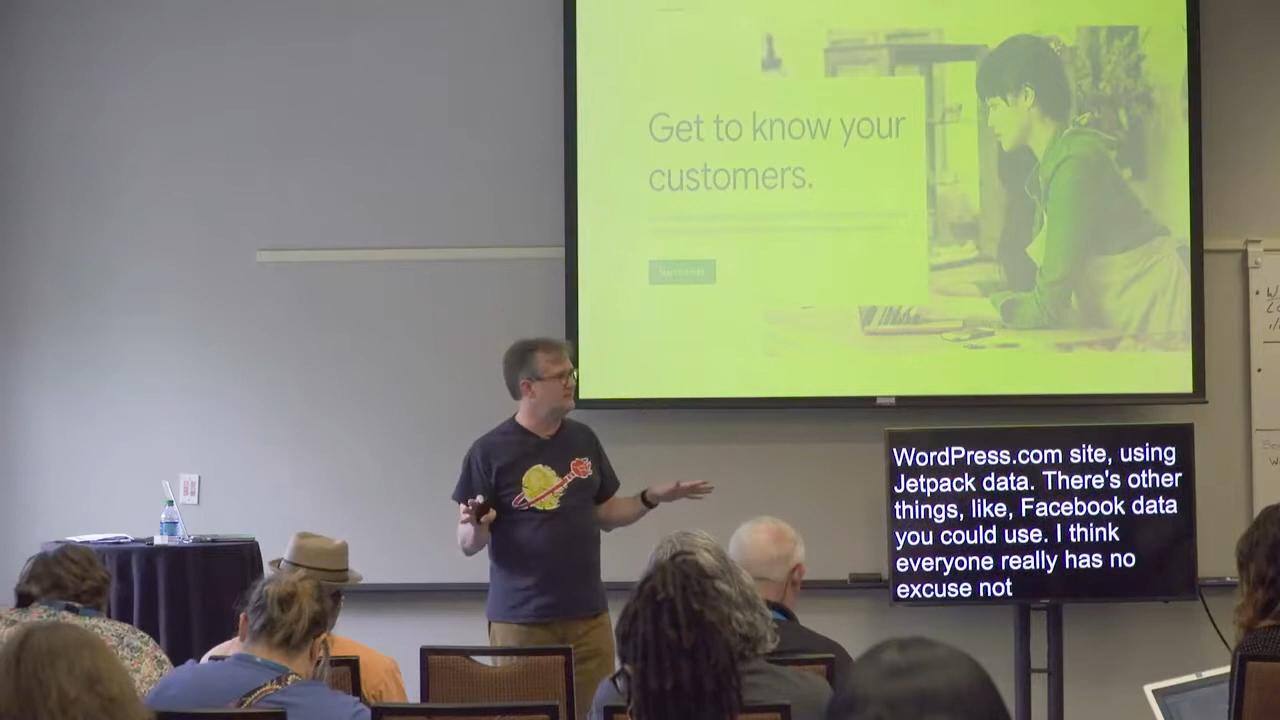 Get to know your
customers.
WordPress.com site, using
Jetpack data. There's other
things, like, Facebook data
you could use. I think
everyone really has no
excuse not